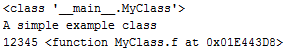 <class '__main__.MyClass'>
A simple example class
12345 <function MyClass.f at 0x01E443D8>